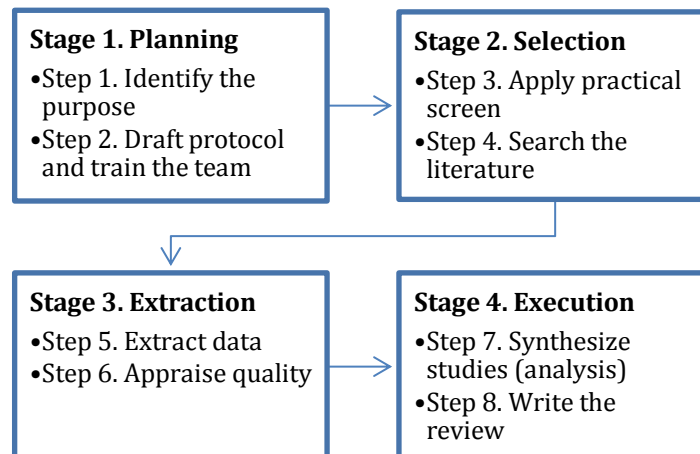 Stage 1. Planning
•Step 1. Identify the
purpose
•Step 2. Draft protocol
and train the team
Stage 2. Selection
•Step 3. Apply practical
screen
•Step 4. Search the
literature
Stage 3. Extraction
•Step 5. Extract data
•Step 6. Appraise quality
Stage 4. Execution
•Step 7. Synthesize
studies (analysis)
•Step 8. Write the
review